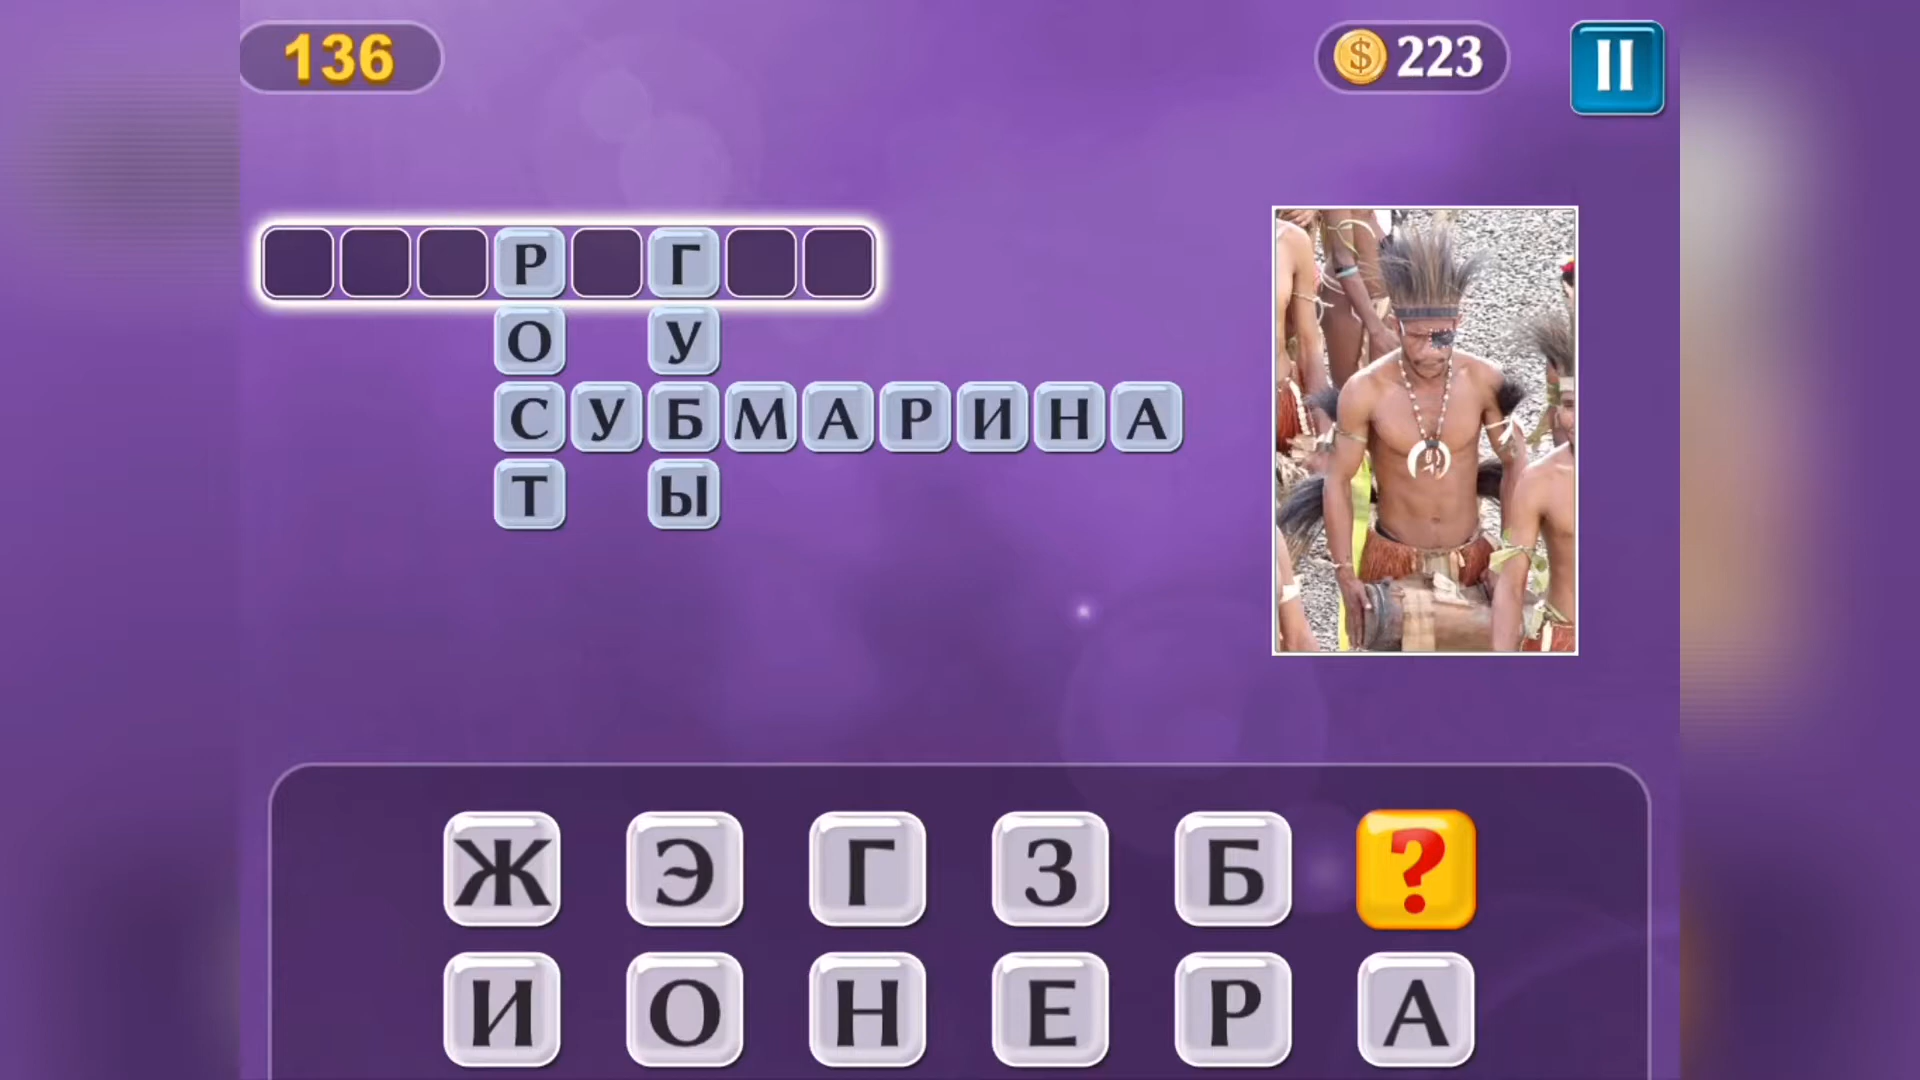 136
$ 223
Р Г
О У
СУБМАРИНА
Т Ы
Ж Э Г З Б ?
И О Н Е Р А